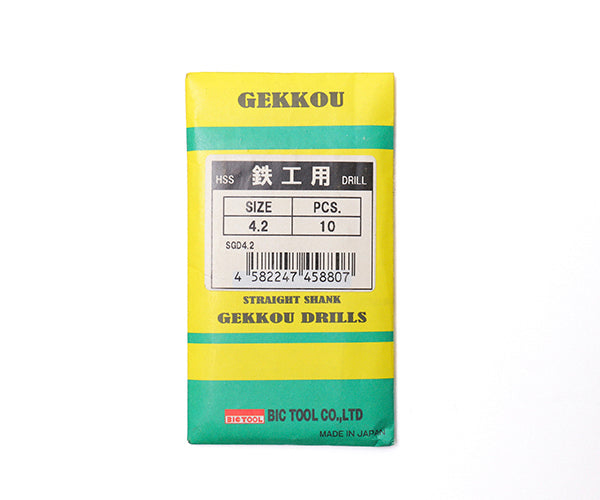 GEKKOU
HSS 鉄工用 DRILL
SIZE PCS.
4.2 10
SGD4.2
4 582247 458807
STRAIGHT SHANK
GEKKOU DRILLS
BIC TOOL BIC TOOL CO.,LTD
MADE IN JAPAN